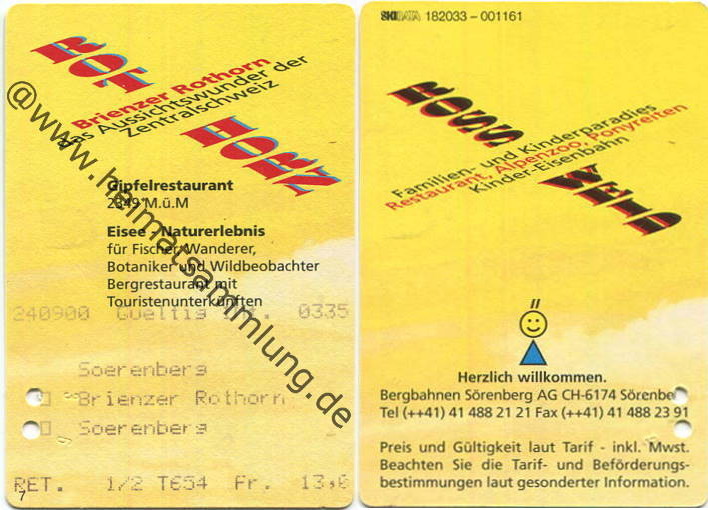 ROT
HORN
Brienzer Rothorn
das Aussichtswunder der
Zentralschweiz
Gipfelrestaurant
2349 M.ü.M
Eisee - Naturerlebnis
für Fischer, Wanderer,
Botaniker und Wildbeobachter
Bergrestaurant mit
Touristenunterkünften
240900 Gueltig 0335
Soerenberg
Brienzer Rothorn
Soerenberg
RET. 1/2 T654 Fr. 13,0
7
@www.heimatsammlung.de
SKIDATA 182033-001161
ROSS
WEID
Familien- und Kinderparadies
Restaurant, Alpenzoo, Ponyreiten
Kinder-Eisenbahn
Herzlich willkommen.
Bergbahnen Sörenberg AG CH-6174 Sörenbe
Tel (++41) 41 488 21 21 Fax (++41) 41 488 23 91
Preis und Gültigkeit laut Tarif - inkl. Mwst.
Beachten Sie die Tarif- und Beförderungs-
bestimmungen laut gesonderter Information.